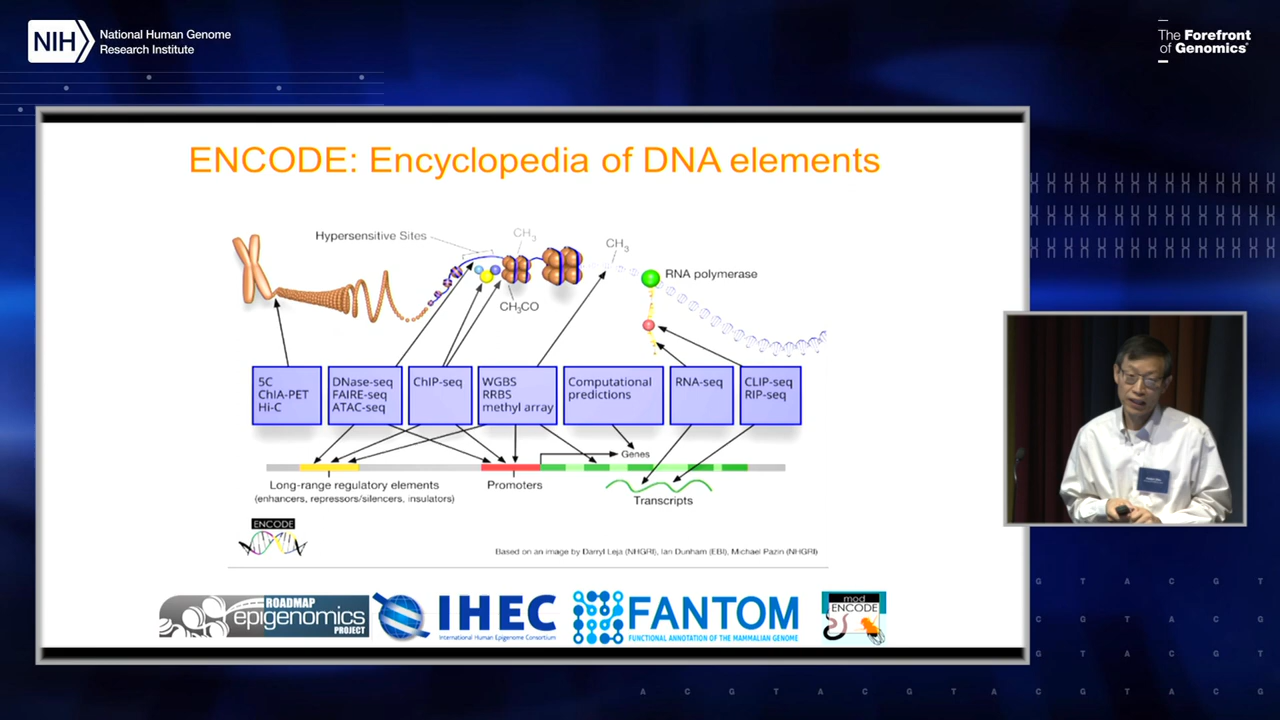 NIH
National Human Genome
Research Institute
The Forefront
of Genomics®
ENCODE: Encyclopedia of DNA elements
Hypersensitive Sites
CH3
CH3
CH3CO
RNA polymerase
5C
ChIA-PET
Hi-C
DNase-seq
FAIRE-seq
ATAC-seq
ChIP-seq
WGBS
RRBS
methyl array
Computational
predictions
RNA-seq
CLIP-seq
RIP-seq
Genes
Long-range regulatory elements
(enhancers, repressors/silencers, insulators)
Promoters
Transcripts
ENCODE
Based on an image by Darryl Leja (NHGRI), Ian Dunham (EBI), Michael Pazin (NHGRI)
ROADMAP
epigenomics
PROJECT
IHEC
International Human Epigenome Consortium
FANTOM
FUNCTIONAL ANNOTATION OF THE MAMMALIAN GENOME
mod
ENCODE
G T A C G T
G T A C G T
G T A C G T
A C G T A C G T A C G T A C G